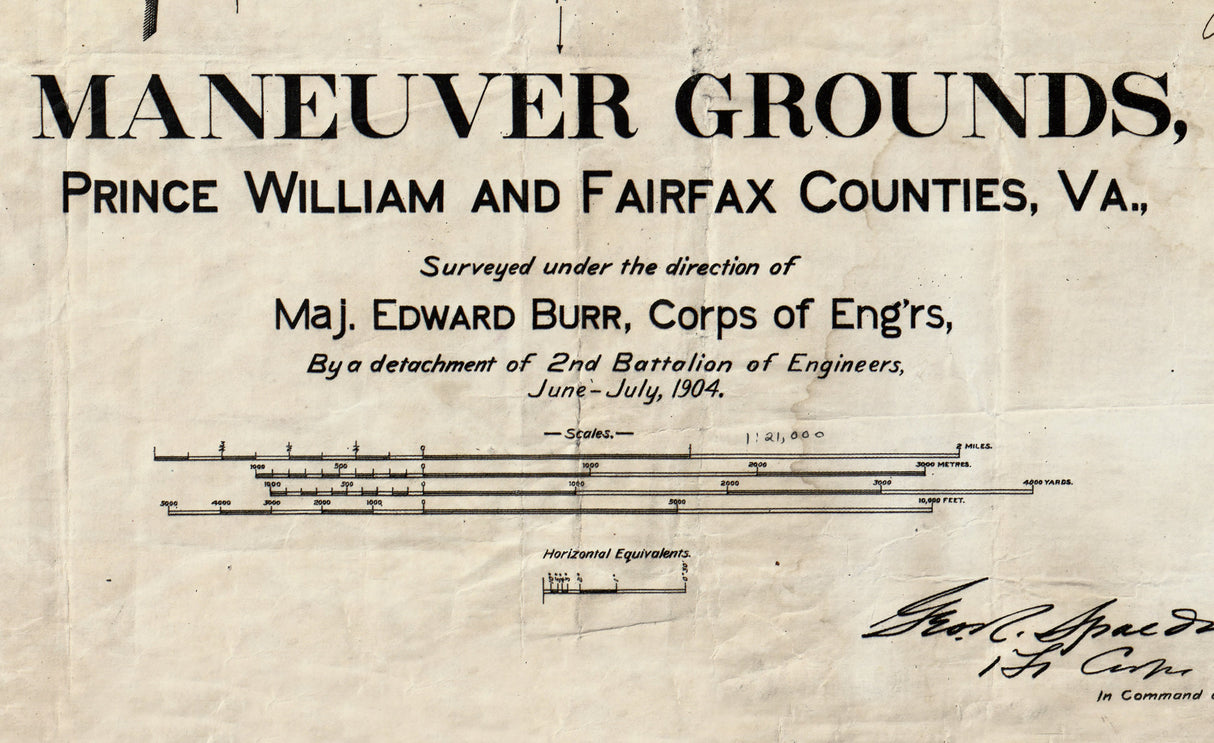 MANEUVER GROUNDS,
PRINCE WILLIAM AND FAIRFAX COUNTIES, VA.,
Surveyed under the direction of
Maj. EDWARD BURR, Corps of Eng'rs,
By a detachment of 2nd Battalion of Engineers,
June-July, 1904.
—Scales.— 1:21,000
0 2 MILES.
1000 500 0 1000 2000 3000 METRES.
1000 500 0 1000 2000 3000 4000 YARDS.
5000 4000 3000 2000 1000 0 5000 10,000 FEET.
Horizontal Equivalents.
Geo. R.
In Command